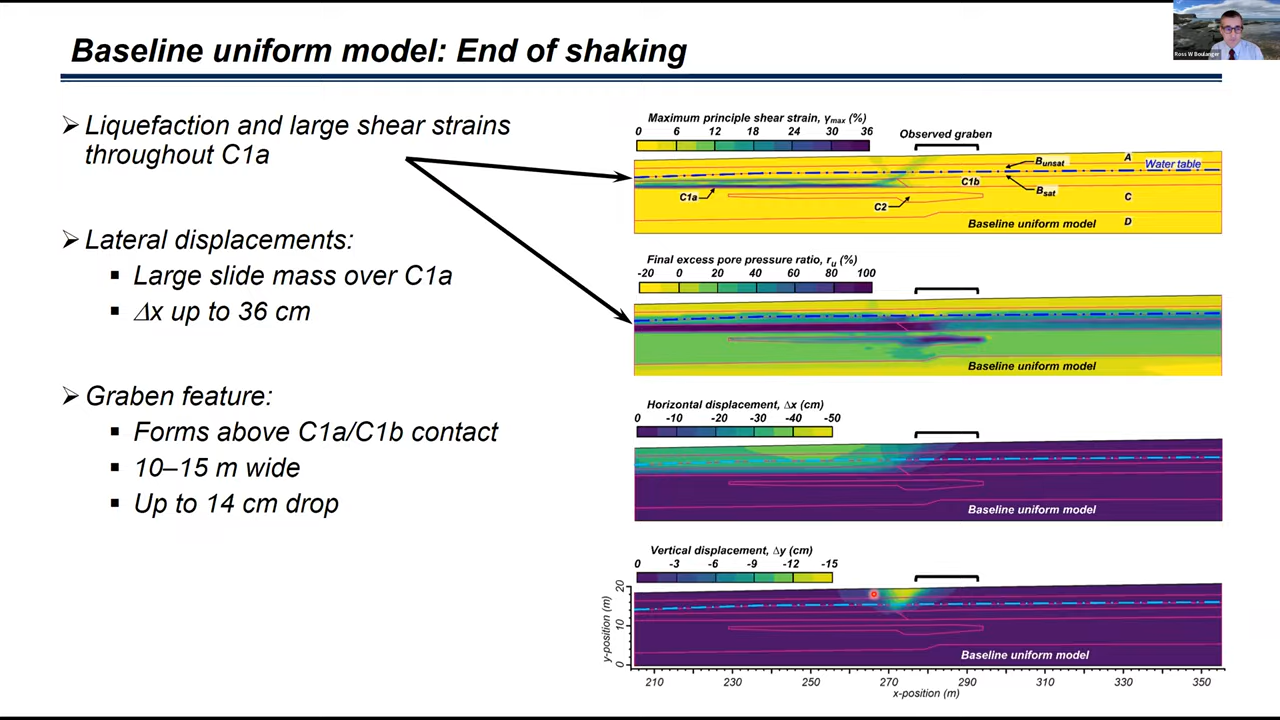 Baseline uniform model: End of shaking
Ross W Boulanger
Liquefaction and large shear strains
throughout C1a
Lateral displacements:
Large slide mass over C1a
Δx up to 36 cm
Graben feature:
Forms above C1a/C1b contact
10–15 m wide
Up to 14 cm drop
Maximum principle shear strain, γmax (%)
0 6 12 18 24 30 36
Observed graben
A
Bunsat
Water table
C1b
Bsat
C1a
C2
C
D
Baseline uniform model
Final excess pore pressure ratio, ru (%)
-20 0 20 40 60 80 100
Baseline uniform model
Horizontal displacement, Δx (cm)
0 -10 -20 -30 -40 -50
Baseline uniform model
Vertical displacement, Δy (cm)
0 -3 -6 -9 -12 -15
Baseline uniform model
y-position (m)
20
10
0
210 230 250 270 290 310 330 350
x-position (m)